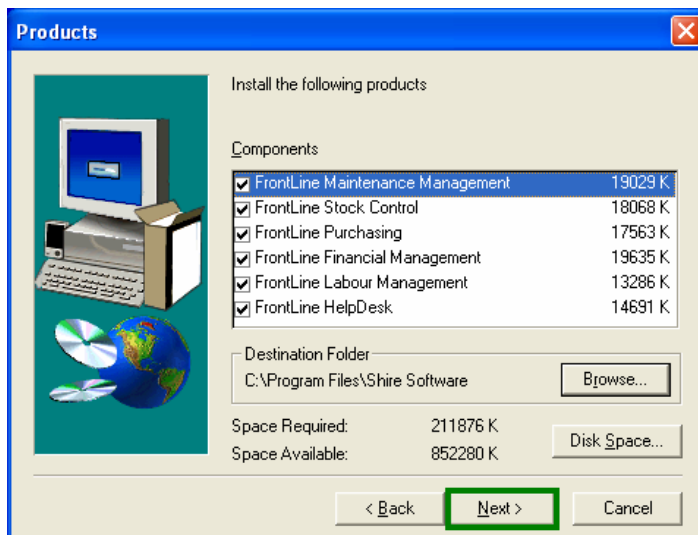 Products
Install the following products
Components
FrontLine Maintenance Management 19029 K
FrontLine Stock Control 18068 K
FrontLine Purchasing 17563 K
FrontLine Financial Management 19635 K
FrontLine Labour Management 13286 K
FrontLine HelpDesk 14691 K
Destination Folder
C:\Program Files\Shire Software Browse...
Space Required: 211876 K
Space Available: 852280 K
Disk Space...
< Back Next > Cancel